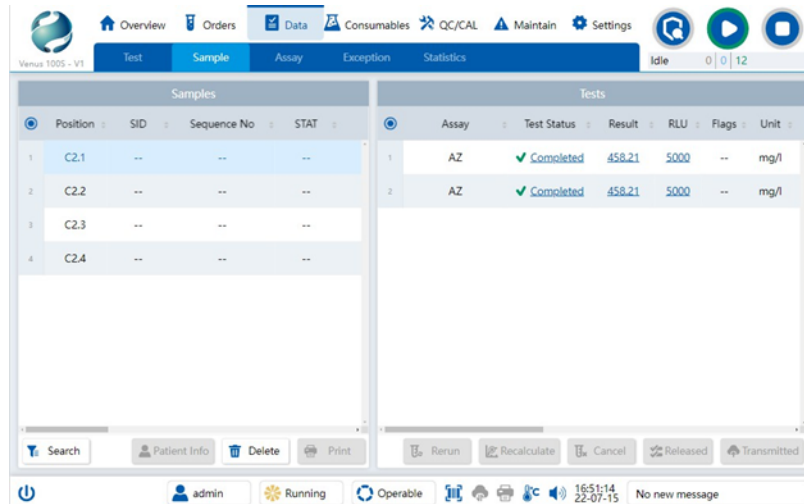 Overview Orders Data Consumables QC/CAL Maintain Settings
Venus 100S - V1
Test Sample Assay Exception Statistics
Idle 0 0 12
Samples
Position SID Sequence No STAT
1 C2.1 -- -- --
2 C2.2 -- -- --
3 C2.3 -- -- --
4 C2.4 -- -- --
Tests
Assay Test Status Result RLU Flags Unit
1 AZ Completed 458.21 5000 -- mg/l
2 AZ Completed 458.21 5000 -- mg/l
Search Patient Info Delete Print
Rerun Recalculate Cancel Released Transmitted
admin Running Operable °C 16:51:14
22-07-15
No new message